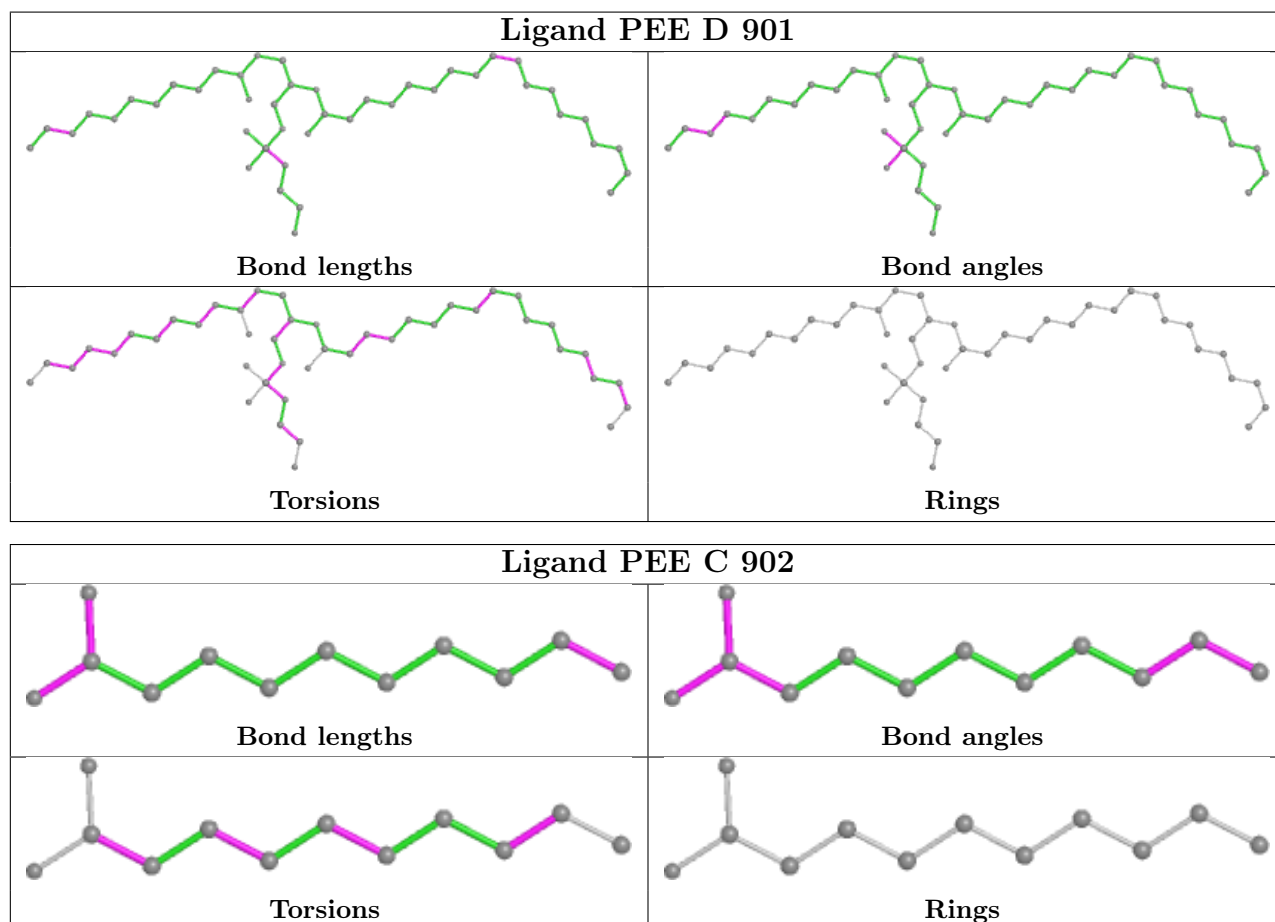 Ligand PEE D 901
Bond lengths
Bond angles
Torsions
Rings
Ligand PEE C 902
Bond lengths
Bond angles
Torsions
Rings